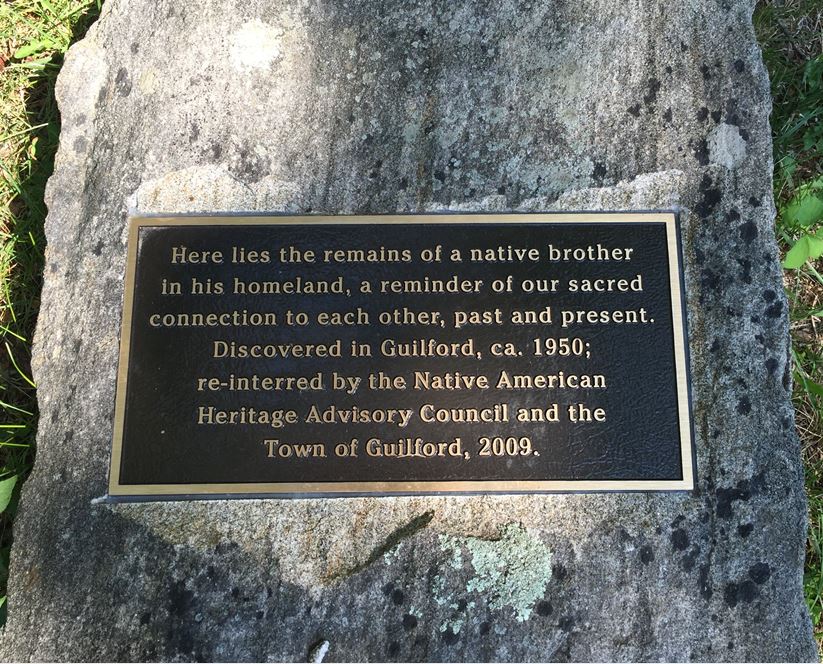 Here lies the remains of a native brother
in his homeland, a reminder of our sacred
connection to each other, past and present.
Discovered in Guilford, ca. 1950;
re-interred by the Native American
Heritage Advisory Council and the
Town of Guilford, 2009.